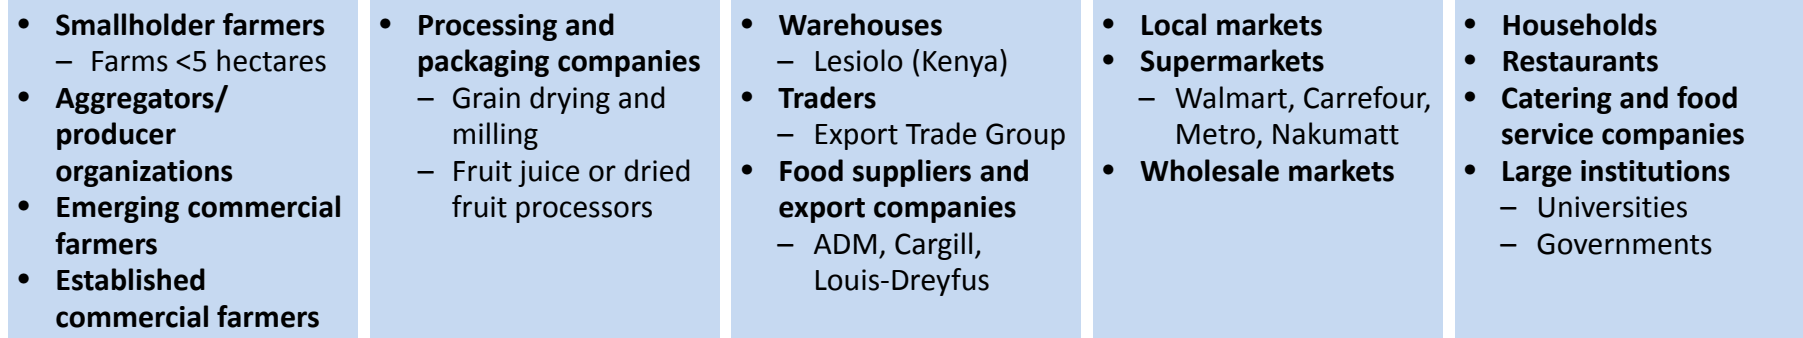 • Smallholder farmers
– Farms <5 hectares
• Aggregators/
producer
organizations
• Emerging commercial
farmers
• Established
commercial farmers
• Processing and
packaging companies
– Grain drying and
milling
– Fruit juice or dried
fruit processors
• Warehouses
– Lesiolo (Kenya)
• Traders
– Export Trade Group
• Food suppliers and
export companies
– ADM, Cargill,
Louis-Dreyfus
• Local markets
• Supermarkets
– Walmart, Carrefour,
Metro, Nakumatt
• Wholesale markets
• Households
• Restaurants
• Catering and food
service companies
• Large institutions
– Universities
– Governments